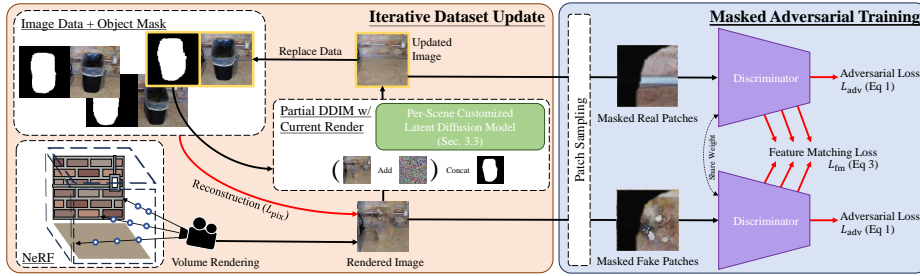 Image Data + Object Mask
Iterative Dataset Update
Replace Data
Updated
Image
Partial DDIM w/
Current Render
Per-Scene Customized
Latent Diffusion Model
(Sec. 3.3)
( Add ) Concat
Reconstruction (L_pix)
NeRF
Volume Rendering
Rendered Image
Masked Adversarial Training
Patch Sampling
Masked Real Patches
Discriminator
Adversarial Loss
L_adv (Eq 1)
Share Weight
Feature Matching Loss
L_fm (Eq 3)
Masked Fake Patches
Discriminator
Adversarial Loss
L_adv (Eq 1)